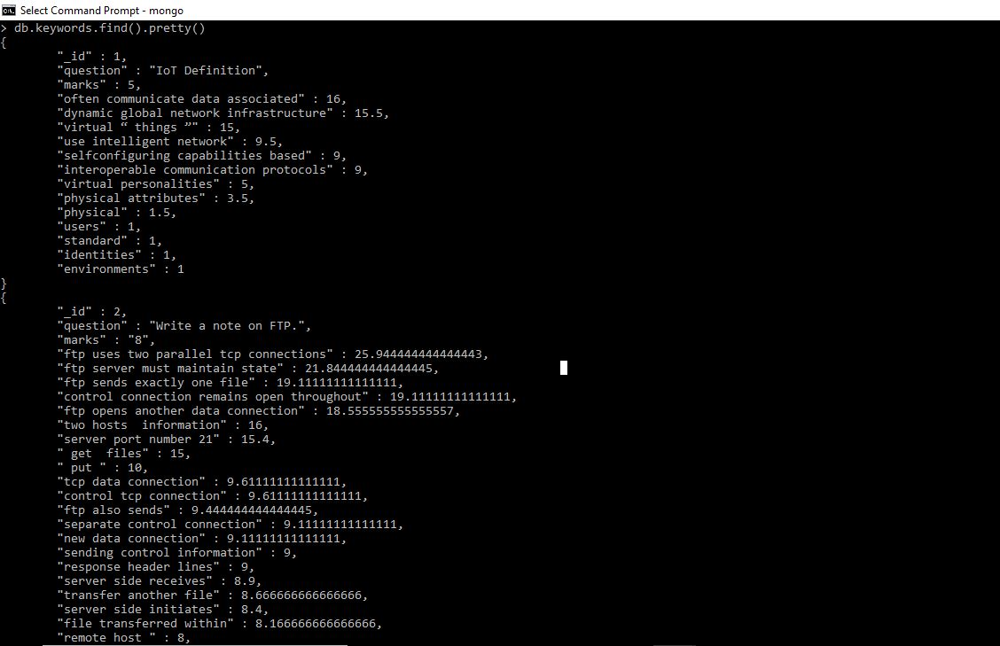 Select Command Prompt - mongo
> db.keywords.find().pretty()
{
"_id" : 1,
"question" : "IoT Definition",
"marks" : 5,
"often communicate data associated" : 16,
"dynamic global network infrastructure" : 15.5,
"virtual “ things ”" : 15,
"use intelligent network" : 9.5,
"selfconfiguring capabilities based" : 9,
"interoperable communication protocols" : 9,
"virtual personalities" : 5,
"physical attributes" : 3.5,
"physical" : 1.5,
"users" : 1,
"standard" : 1,
"identities" : 1,
"environments" : 1
}
{
"_id" : 2,
"question" : "Write a note on FTP.",
"marks" : "8",
"ftp uses two parallel tcp connections" : 25.944444444444443,
"ftp server must maintain state" : 21.844444444444445,
"ftp sends exactly one file" : 19.11111111111111,
"control connection remains open throughout" : 19.11111111111111,
"ftp opens another data connection" : 18.555555555555557,
"two hosts  information" : 16,
"server port number 21" : 15.4,
" get  files" : 15,
" put " : 10,
"tcp data connection" : 9.61111111111111,
"control tcp connection" : 9.61111111111111,
"ftp also sends" : 9.444444444444445,
"separate control connection" : 9.11111111111111,
"new data connection" : 9.11111111111111,
"sending control information" : 9,
"response header lines" : 9,
"server side receives" : 8.9,
"transfer another file" : 8.666666666666666,
"server side initiates" : 8.4,
"file transferred within" : 8.166666666666666,
"remote host " : 8,